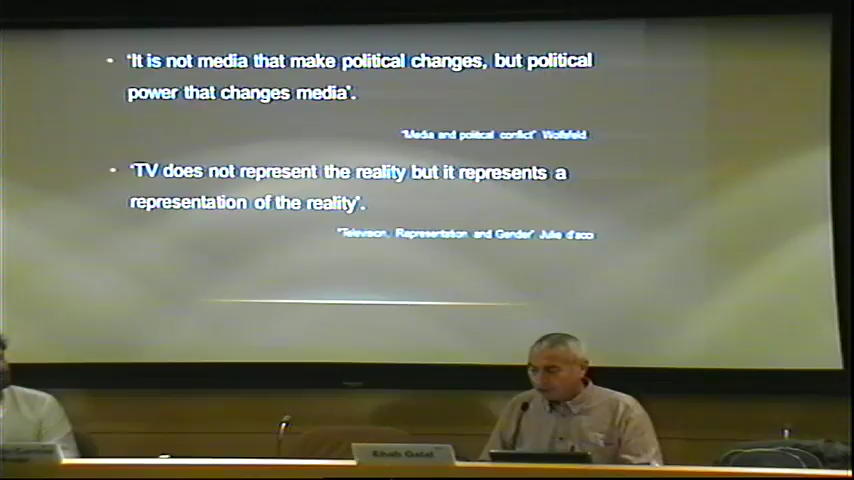 • 'It is not media that make political changes, but political
power that changes media'.
"Media and political conflict" Wolfsfeld
• 'TV does not represent the reality but it represents a
representation of the reality'.
"Television, Representation and Gender" Julie d'acci
Ehab Galal